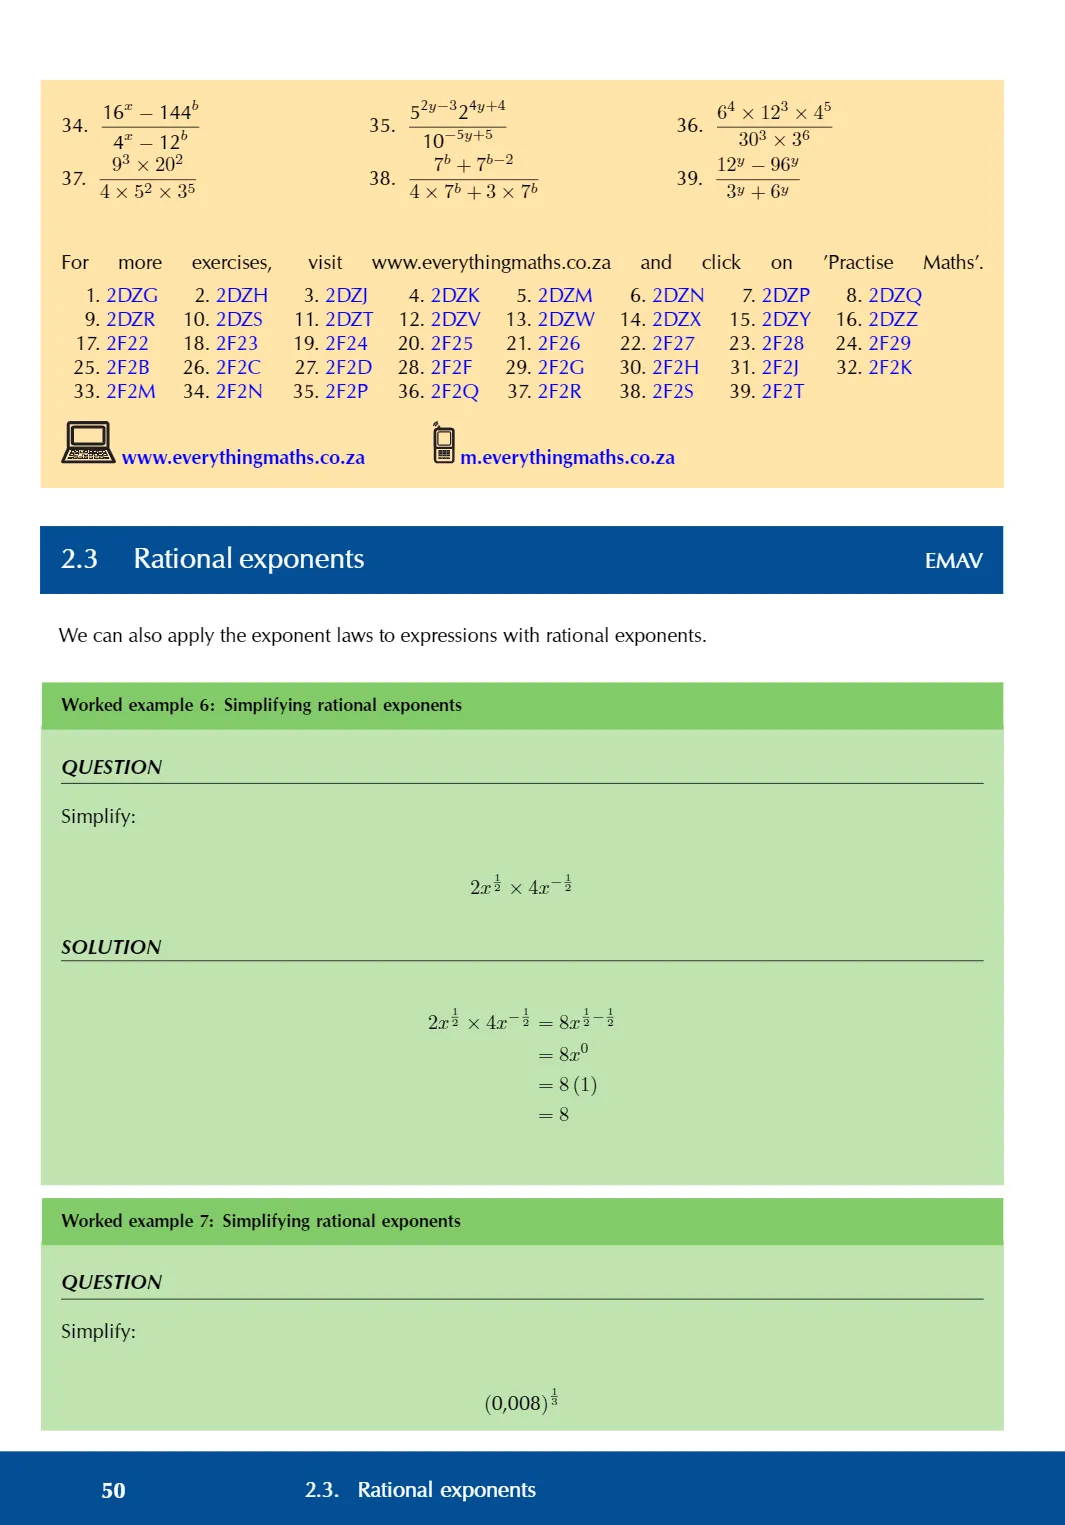 34. \frac{16^x − 144^b}{4^x − 12^b} 35. \frac{5^{2y−3}2^{4y+4}}{10^{−5y+5}} 36. \frac{6^4 × 12^3 × 4^5}{30^3 × 3^6}
37. \frac{9^3 × 20^2}{4 × 5^2 × 3^5} 38. \frac{7^b + 7^{b−2}}{4 × 7^b + 3 × 7^b} 39. \frac{12^y − 96^y}{3^y + 6^y}
For more exercises, visit www.everythingmaths.co.za and click on ’Practise Maths’.
1. 2DZG 2. 2DZH 3. 2DZJ 4. 2DZK 5. 2DZM 6. 2DZN 7. 2DZP 8. 2DZQ
9. 2DZR 10. 2DZS 11. 2DZT 12. 2DZV 13. 2DZW 14. 2DZX 15. 2DZY 16. 2DZZ
17. 2F22 18. 2F23 19. 2F24 20. 2F25 21. 2F26 22. 2F27 23. 2F28 24. 2F29
25. 2F2B 26. 2F2C 27. 2F2D 28. 2F2F 29. 2F2G 30. 2F2H 31. 2F2J 32. 2F2K
33. 2F2M 34. 2F2N 35. 2F2P 36. 2F2Q 37. 2F2R 38. 2F2S 39. 2F2T
www.everythingmaths.co.za m.everythingmaths.co.za
2.3 Rational exponents EMAV
We can also apply the exponent laws to expressions with rational exponents.
Worked example 6: Simplifying rational exponents
QUESTION
Simplify:
2x^{\frac{1}{2}} × 4x^{−\frac{1}{2}}
SOLUTION
2x^{\frac{1}{2}} × 4x^{−\frac{1}{2}} = 8x^{\frac{1}{2}−\frac{1}{2}}
= 8x^0
= 8 (1)
= 8
Worked example 7: Simplifying rational exponents
QUESTION
Simplify:
(0,008)^{\frac{1}{3}}
50 2.3. Rational exponents